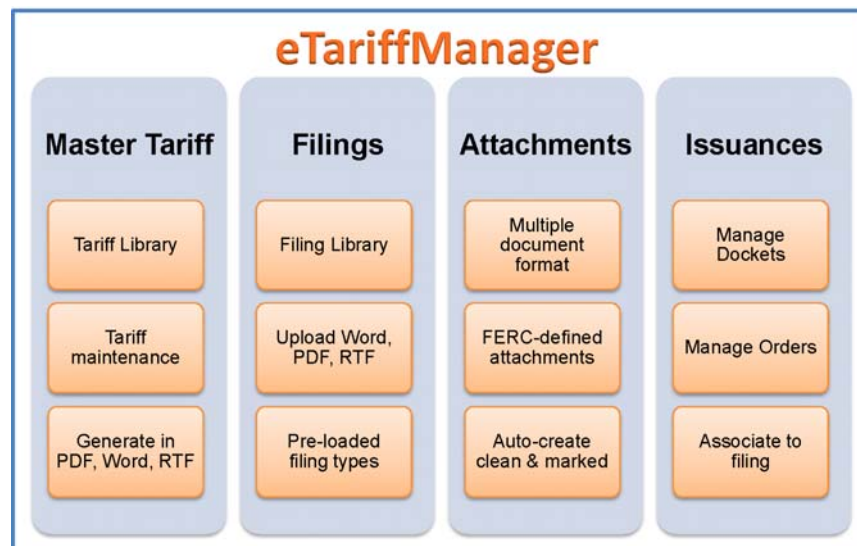 eTariffManager
Master Tariff
Tariff Library
Tariff
maintenance
Generate in
PDF, Word, RTF
Filings
Filing Library
Upload Word,
PDF, RTF
Pre-loaded
filing types
Attachments
Multiple
document
format
FERC-defined
attachments
Auto-create
clean & marked
Issuances
Manage
Dockets
Manage Orders
Associate to
filing